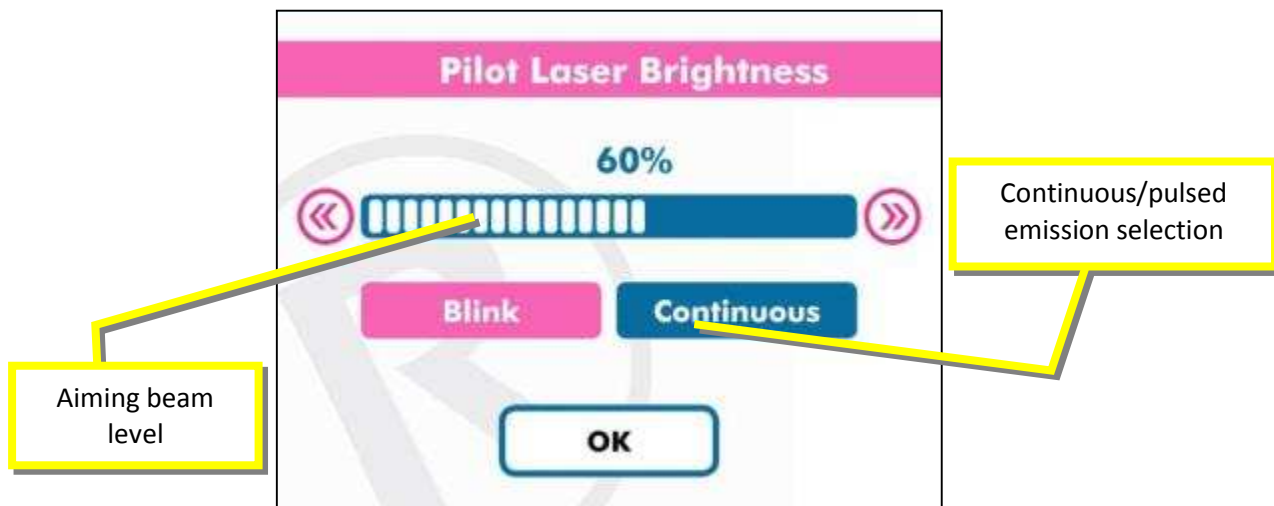 Pilot Laser Brightness
60%
Continuous/pulsed
emission selection
Blink
Continuous
Aiming beam
level
OK